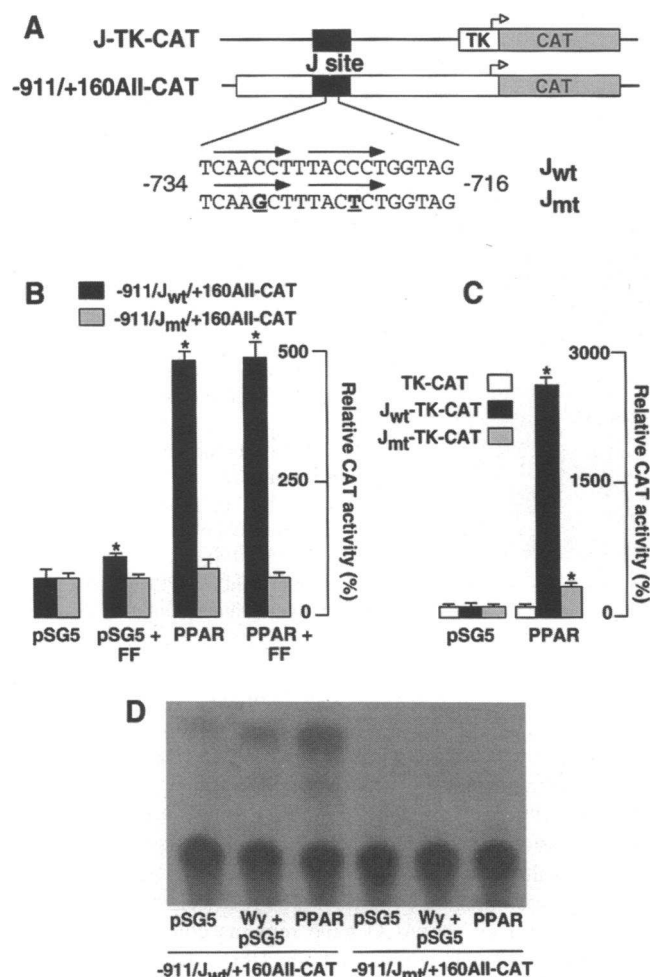 A
J-TK-CAT
TK
CAT
J site
-911/+160AII-CAT
CAT
-734
TCAACCTTTACCCTGGTAG
-716
Jwt
TCAAGCTTTACTCTGGTAG
Jmt
B
-911/Jwt/+160AII-CAT
-911/Jmt/+160AII-CAT
*
*
*
500
250
0
Relative CAT activity (%)
pSG5
pSG5 +
FF
PPAR
PPAR
+ FF
C
TK-CAT
Jwt-TK-CAT
Jmt-TK-CAT
*
*
3000
1500
0
Relative CAT activity (%)
pSG5
PPAR
D
pSG5
Wy +
pSG5
PPAR
pSG5
Wy +
pSG5
PPAR
-911/Jwt/+160AII-CAT
-911/Jmt/+160AII-CAT